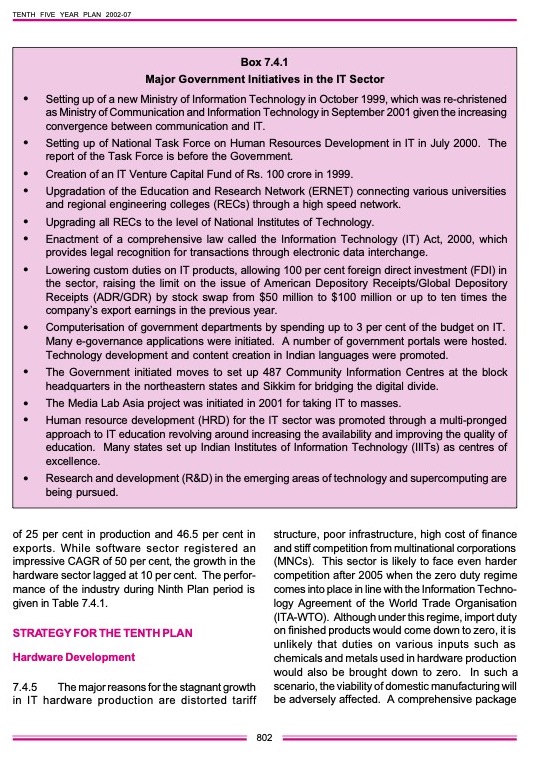 TENTH FIVE YEAR PLAN 2002-07
Box 7.4.1
Major Government Initiatives in the IT Sector
• Setting up of a new Ministry of Information Technology in October 1999, which was re-christened
as Ministry of Communication and Information Technology in September 2001 given the increasing
convergence between communication and IT.
• Setting up of National Task Force on Human Resources Development in IT in July 2000. The
report of the Task Force is before the Government.
• Creation of an IT Venture Capital Fund of Rs. 100 crore in 1999.
• Upgradation of the Education and Research Network (ERNET) connecting various universities
and regional engineering colleges (RECs) through a high speed network.
• Upgrading all RECs to the level of National Institutes of Technology.
• Enactment of a comprehensive law called the Information Technology (IT) Act, 2000, which
provides legal recognition for transactions through electronic data interchange.
• Lowering custom duties on IT products, allowing 100 per cent foreign direct investment (FDI) in
the sector, raising the limit on the issue of American Depository Receipts/Global Depository
Receipts (ADR/GDR) by stock swap from $50 million to $100 million or up to ten times the
company's export earnings in the previous year.
• Computerisation of government departments by spending up to 3 per cent of the budget on IT.
Many e-governance applications were initiated. A number of government portals were hosted.
Technology development and content creation in Indian languages were promoted.
• The Government initiated moves to set up 487 Community Information Centres at the block
headquarters in the northeastern states and Sikkim for bridging the digital divide.
• The Media Lab Asia project was initiated in 2001 for taking IT to masses.
• Human resource development (HRD) for the IT sector was promoted through a multi-pronged
approach to IT education revolving around increasing the availability and improving the quality of
education. Many states set up Indian Institutes of Information Technology (IIITs) as centres of
excellence.
• Research and development (R&D) in the emerging areas of technology and supercomputing are
being pursued.
of 25 per cent in production and 46.5 per cent in
exports. While software sector registered an
impressive CAGR of 50 per cent, the growth in the
hardware sector lagged at 10 per cent. The perfor-
mance of the industry during Ninth Plan period is
given in Table 7.4.1.
STRATEGY FOR THE TENTH PLAN
Hardware Development
7.4.5 The major reasons for the stagnant growth
in IT hardware production are distorted tariff
structure, poor infrastructure, high cost of finance
and stiff competition from multinational corporations
(MNCs). This sector is likely to face even harder
competition after 2005 when the zero duty regime
comes into place in line with the Information Techno-
logy Agreement of the World Trade Organisation
(ITA-WTO). Although under this regime, import duty
on finished products would come down to zero, it is
unlikely that duties on various inputs such as
chemicals and metals used in hardware production
would also be brought down to zero. In such a
scenario, the viability of domestic manufacturing will
be adversely affected. A comprehensive package
802